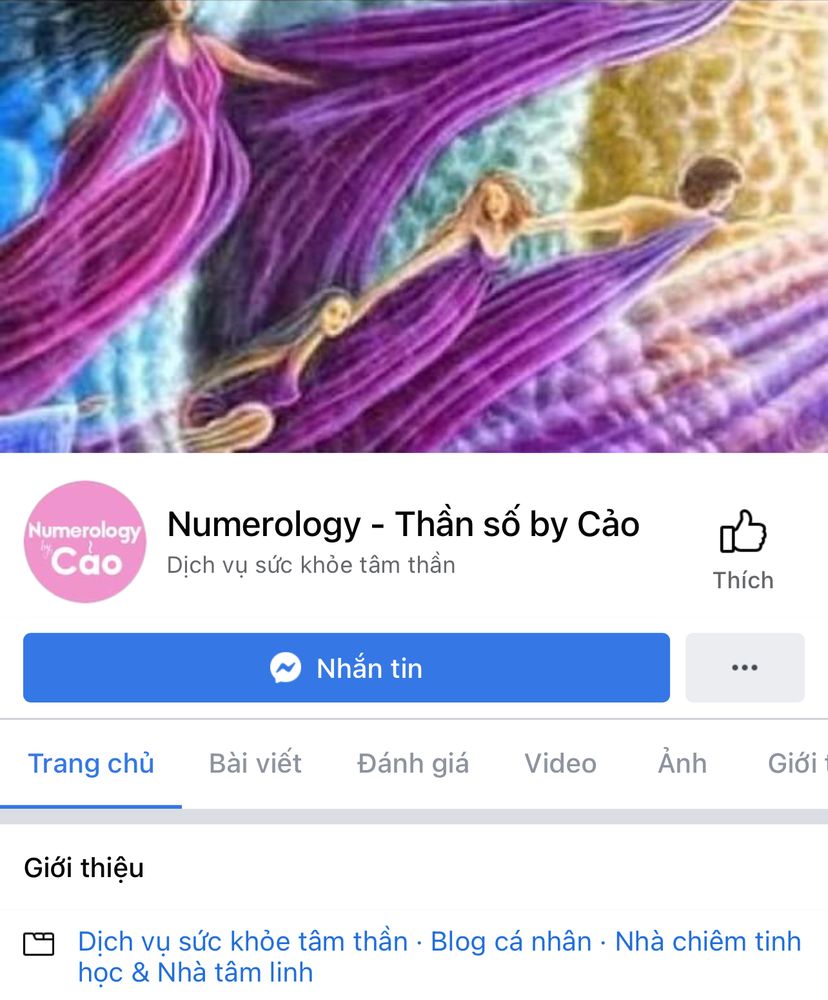 Numerology
by
Cảo
Numerology - Thần số by Cảo
Dịch vụ sức khỏe tâm thần
Thích
Nhắn tin
Trang chủ
Bài viết
Đánh giá
Video
Ảnh
Giới
Giới thiệu
Dịch vụ sức khỏe tâm thần · Blog cá nhân · Nhà chiêm tinh
học & Nhà tâm linh